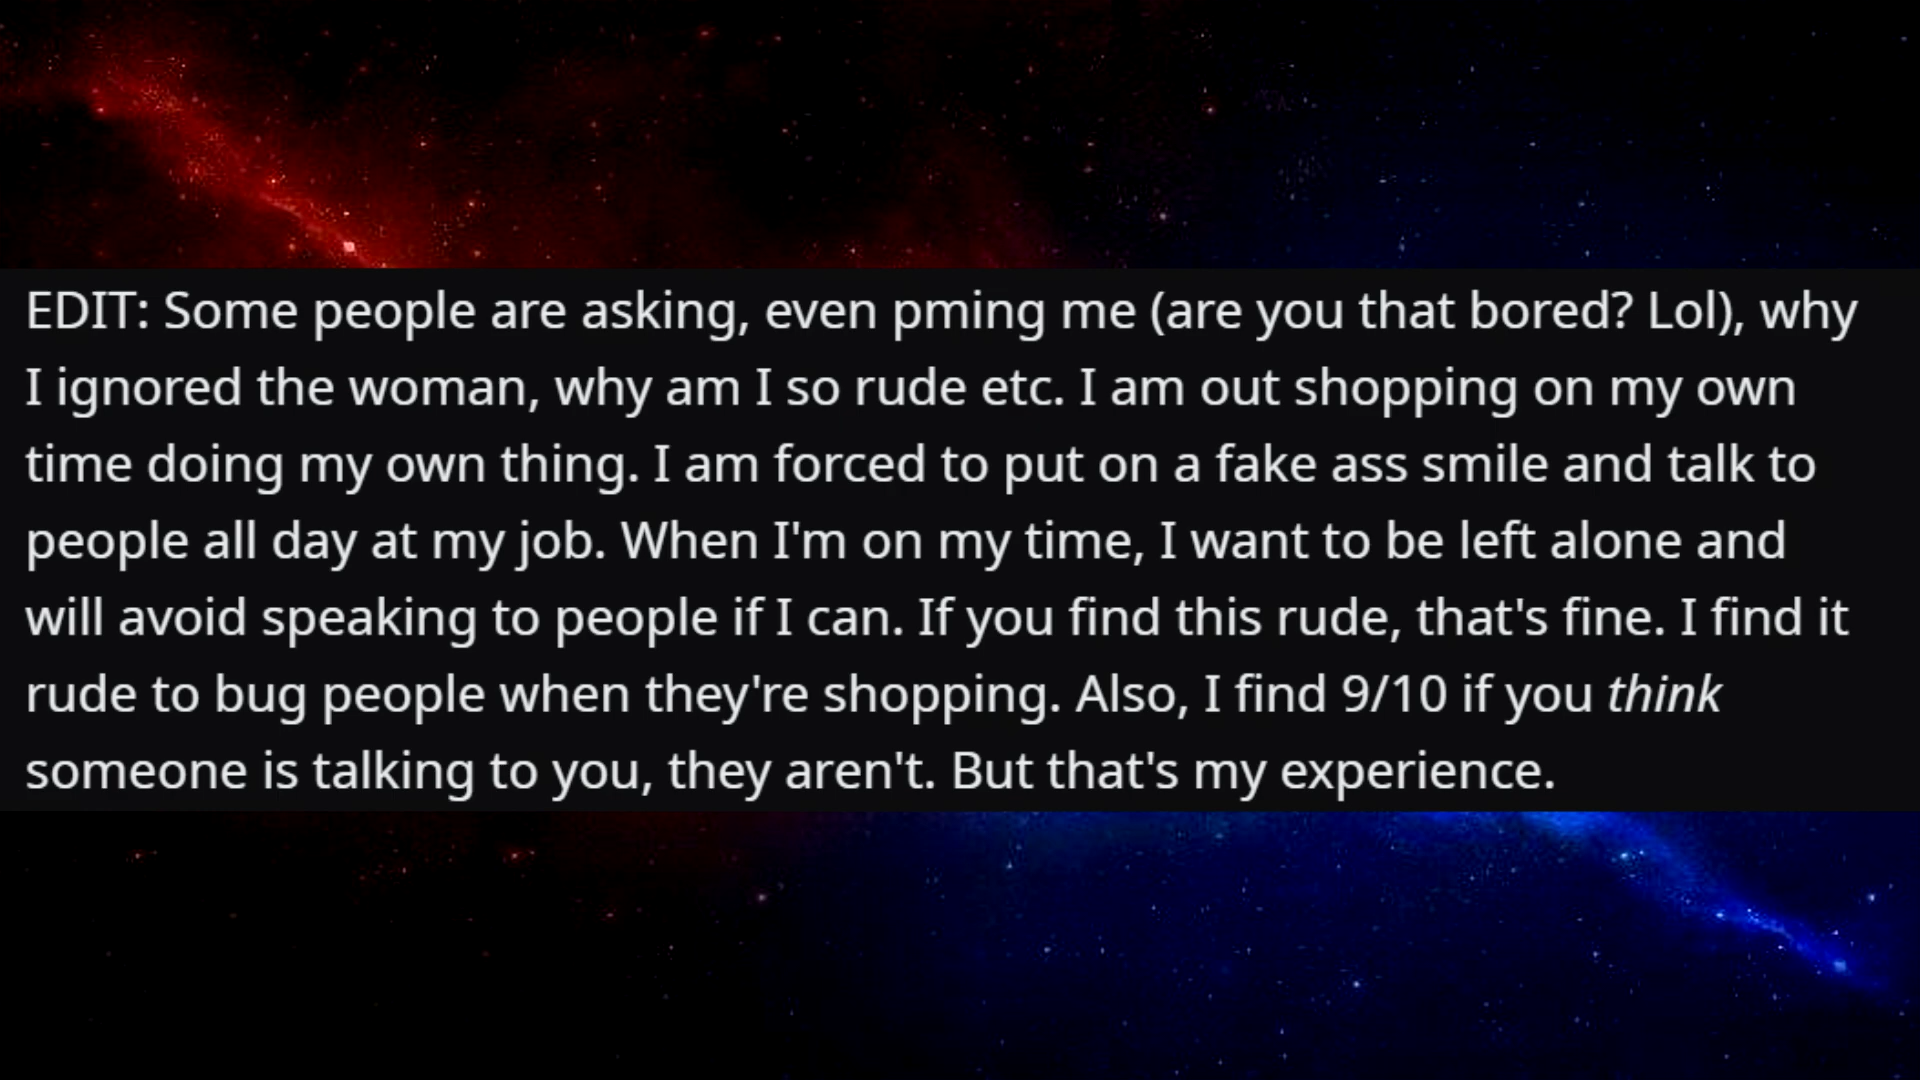 EDIT: Some people are asking, even pming me (are you that bored? Lol), why
I ignored the woman, why am I so rude etc. I am out shopping on my own
time doing my own thing. I am forced to put on a fake ass smile and talk to
people all day at my job. When I'm on my time, I want to be left alone and
will avoid speaking to people if I can. If you find this rude, that's fine. I find it
rude to bug people when they're shopping. Also, I find 9/10 if you think
someone is talking to you, they aren't. But that's my experience.